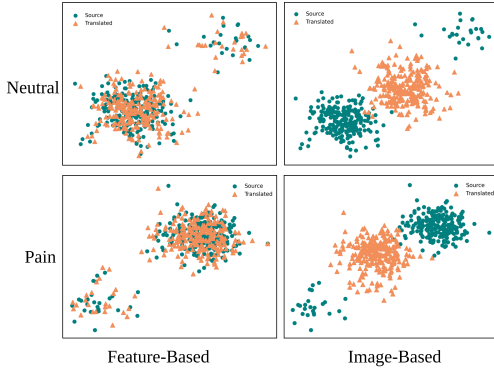 Source
Translated
Source
Translated
Neutral
Source
Translated
Source
Translated
Pain
Feature-Based
Image-Based